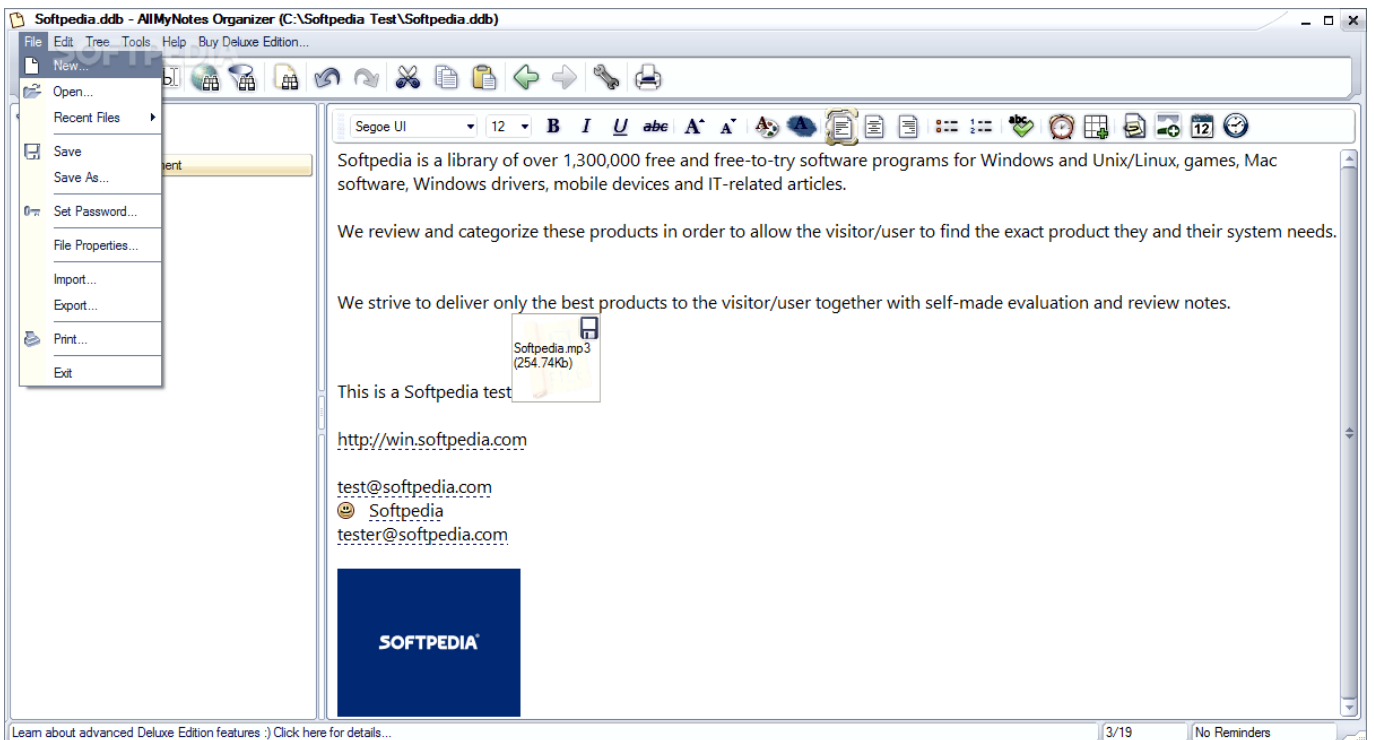 Softpedia.ddb - AllMyNotes Organizer (C:\Softpedia Test\Softpedia.ddb)
File Edit Tree Tools Help Buy Deluxe Edition...
SOFTPEDIA
New...
Open...
Recent Files
Save
Save As...
Set Password...
File Properties...
Import...
Export...
Print...
Exit
Segoe UI 12 B I U abc A A 12
Softpedia is a library of over 1,300,000 free and free-to-try software programs for Windows and Unix/Linux, games, Mac
software, Windows drivers, mobile devices and IT-related articles.
We review and categorize these products in order to allow the visitor/user to find the exact product they and their system needs.
We strive to deliver only the best products to the visitor/user together with self-made evaluation and review notes.
Softpedia.mp3
(254.74Kb)
This is a Softpedia test
http://win.softpedia.com
test@softpedia.com
Softpedia
tester@softpedia.com
SOFTPEDIA®
Learn about advanced Deluxe Edition features :) Click here for details...
3/19
No Reminders